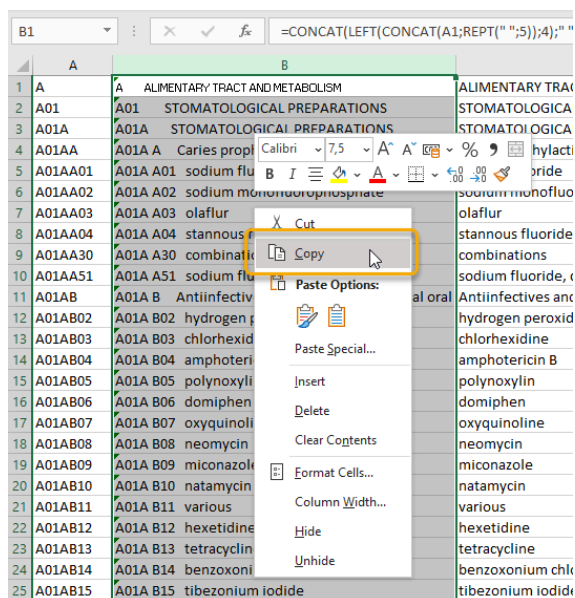 B1
fx
=CONCAT(LEFT(CONCAT(A1;REPT(" ";5));4);" "
A B
1 A A ALIMENTARY TRACT AND METABOLISM ALIMENTARY TRAC
2 A01 A01 STOMATOLOGICAL PREPARATIONS STOMATOLOGICA
3 A01A A01A STOMATOLOGICAL PREPARATIONS STOMATOLOGICA
4 A01AA A01A A Caries proph hylacti
Calibri 7,5 A A %
B I A
5 A01AA01 A01A A01 sodium flu oride
6 A01AA02 A01A A02 sodium monofluorophosphate sodium monofluo
7 A01AA03 A01A A03 olaflur olaflur
8 A01AA04 A01A A04 stannous stannous fluoride
9 A01AA30 A01A A30 combinatio combinations
10 A01AA51 A01A A51 sodium flu sodium fluoride,
11 A01AB A01A B Antiinfectiv al oral Antiinfectives and
12 A01AB02 A01A B02 hydrogen p hydrogen peroxid
13 A01AB03 A01A B03 chlorhexid chlorhexidine
14 A01AB04 A01A B04 amphoteri amphotericin B
15 A01AB05 A01A B05 polynoxyli polynoxylin
16 A01AB06 A01A B06 domiphen domiphen
17 A01AB07 A01A B07 oxyquinoli oxyquinoline
18 A01AB08 A01A B08 neomycin neomycin
19 A01AB09 A01A B09 miconazole miconazole
20 A01AB10 A01A B10 natamycin natamycin
21 A01AB11 A01A B11 various various
22 A01AB12 A01A B12 hexetidine hexetidine
23 A01AB13 A01A B13 tetracyclin tetracycline
24 A01AB14 A01A B14 benzoxoni benzoxonium chlo
25 A01AB15 A01A B15 tibezonium iodide tibezonium iodide
Cut
Copy
Paste Options:
Paste Special...
Insert
Delete
Clear Contents
Format Cells...
Column Width...
Hide
Unhide